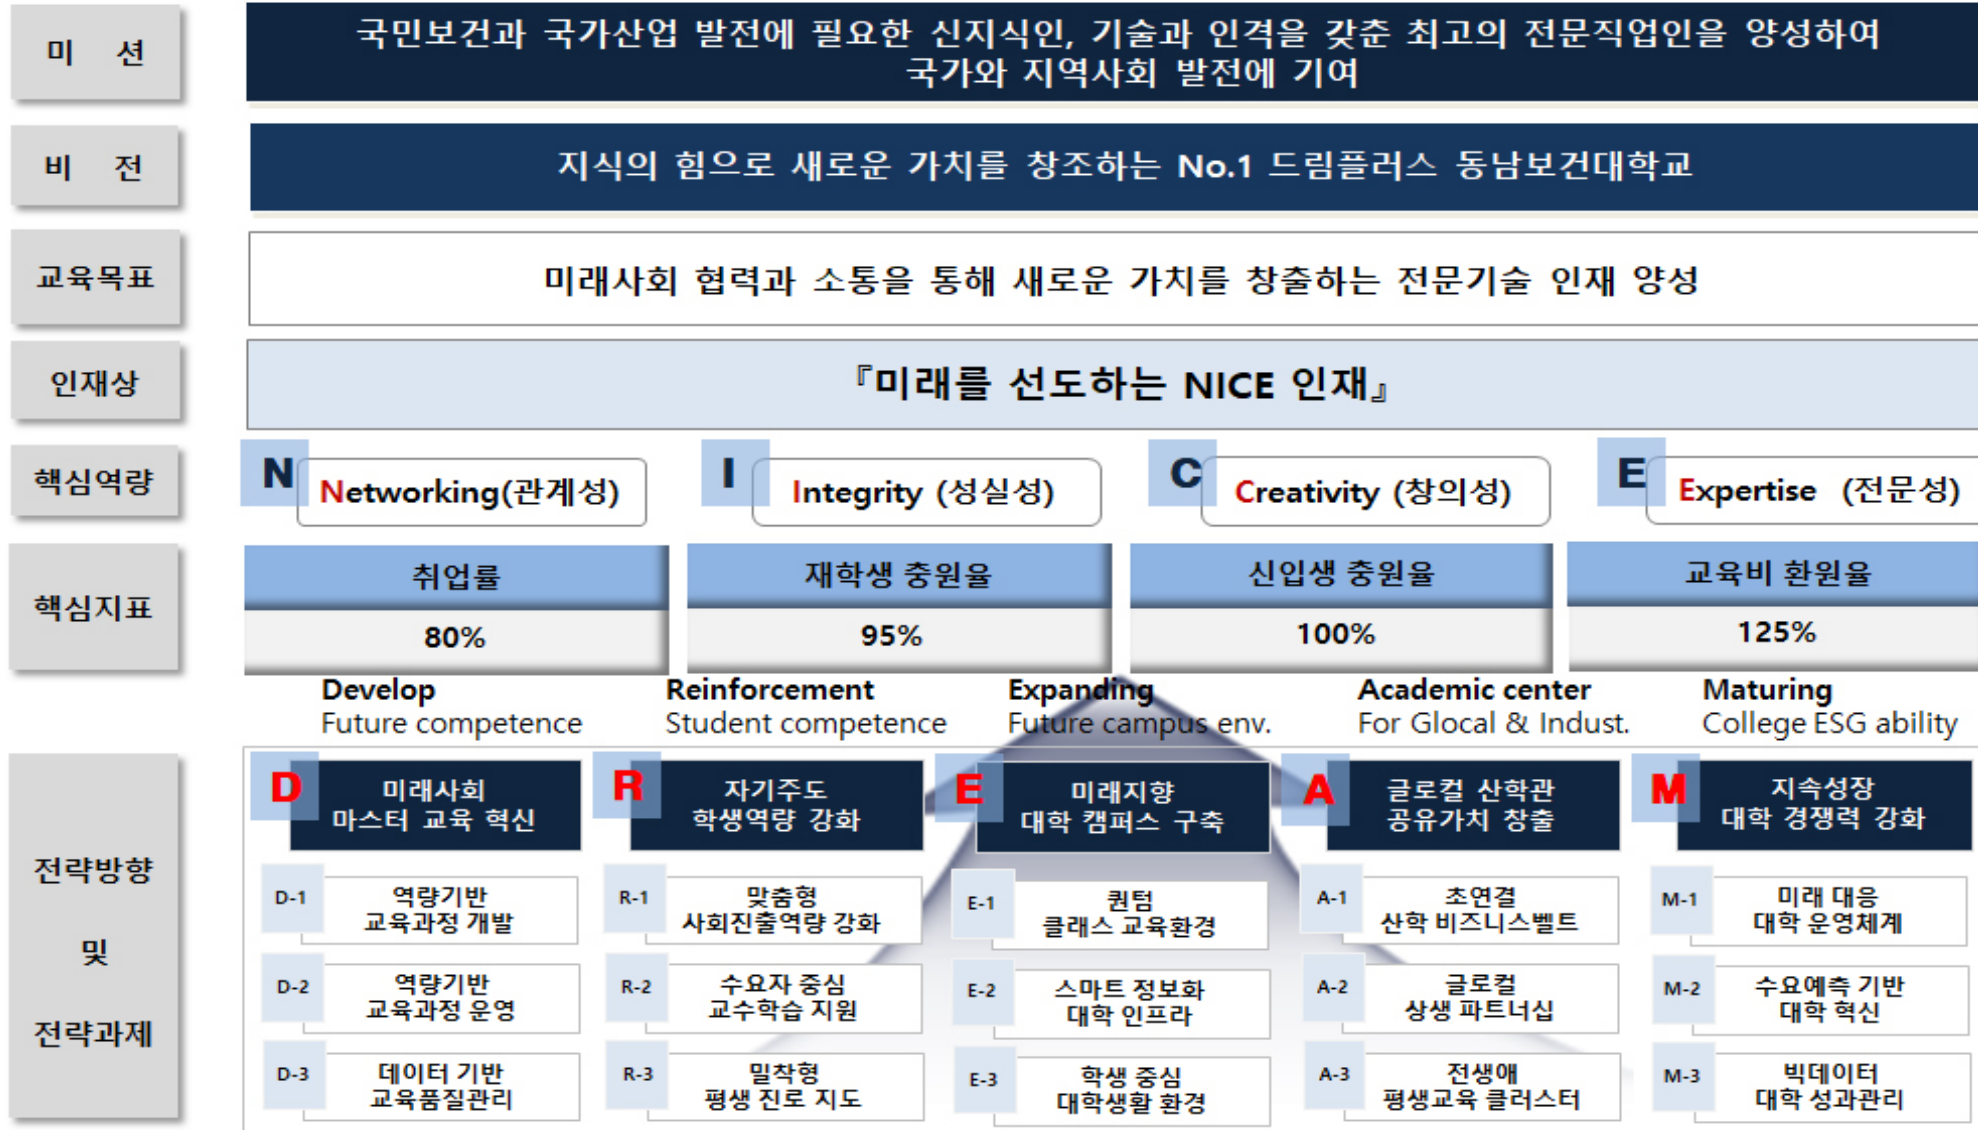 미 션
국민보건과 국가산업 발전에 필요한 신지식인, 기술과 인격을 갖춘 최고의 전문직업인을 양성하여
국가와 지역사회 발전에 기여
비 전
지식의 힘으로 새로운 가치를 창조하는 No.1 드림플러스 동남보건대학교
교육목표
미래사회 협력과 소통을 통해 새로운 가치를 창출하는 전문기술 인재 양성
인재상
『미래를 선도하는 NICE 인재』
핵심역량
N
Networking(관계성)
I
Integrity (성실성)
C
Creativity (창의성)
E
Expertise (전문성)
핵심지표
취업률
80%
재학생 충원율
95%
신입생 충원율
100%
교육비 환원율
125%
Develop
Future competence
Reinforcement
Student competence
Expanding
Future campus env.
Academic center
For Glocal & Indust.
Maturing
College ESG ability
전략방향
및
전략과제
D
미래사회
마스터 교육 혁신
D-1
역량기반
교육과정 개발
D-2
역량기반
교육과정 운영
D-3
데이터 기반
교육품질관리
R
자기주도
학생역량 강화
R-1
맞춤형
사회진출역량 강화
R-2
수요자 중심
교수학습 지원
R-3
밀착형
평생 진로 지도
E
미래지향
대학 캠퍼스 구축
E-1
퀀텀
클래스 교육환경
E-2
스마트 정보화
대학 인프라
E-3
학생 중심
대학생활 환경
A
글로컬 산학관
공유가치 창출
A-1
초연결
산학 비즈니스벨트
A-2
글로컬
상생 파트너십
A-3
전생애
평생교육 클러스터
M
지속성장
대학 경쟁력 강화
M-1
미래 대응
대학 운영체계
M-2
수요예측 기반
대학 혁신
M-3
빅데이터
대학 성과관리